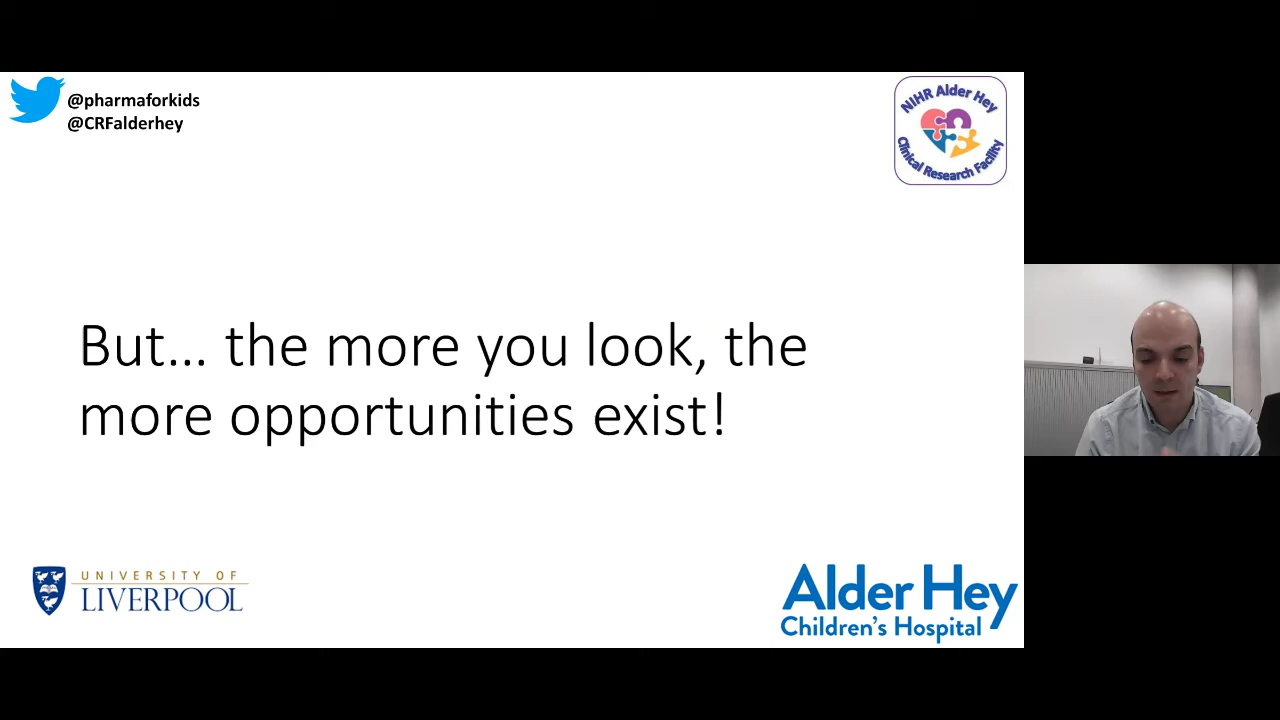 @pharmaforkids
@CRFalderhey
NIHR Alder Hey
Clinical Research Facility
But... the more you look, the
more opportunities exist!
UNIVERSITY OF
LIVERPOOL
Alder Hey
Children's Hospital